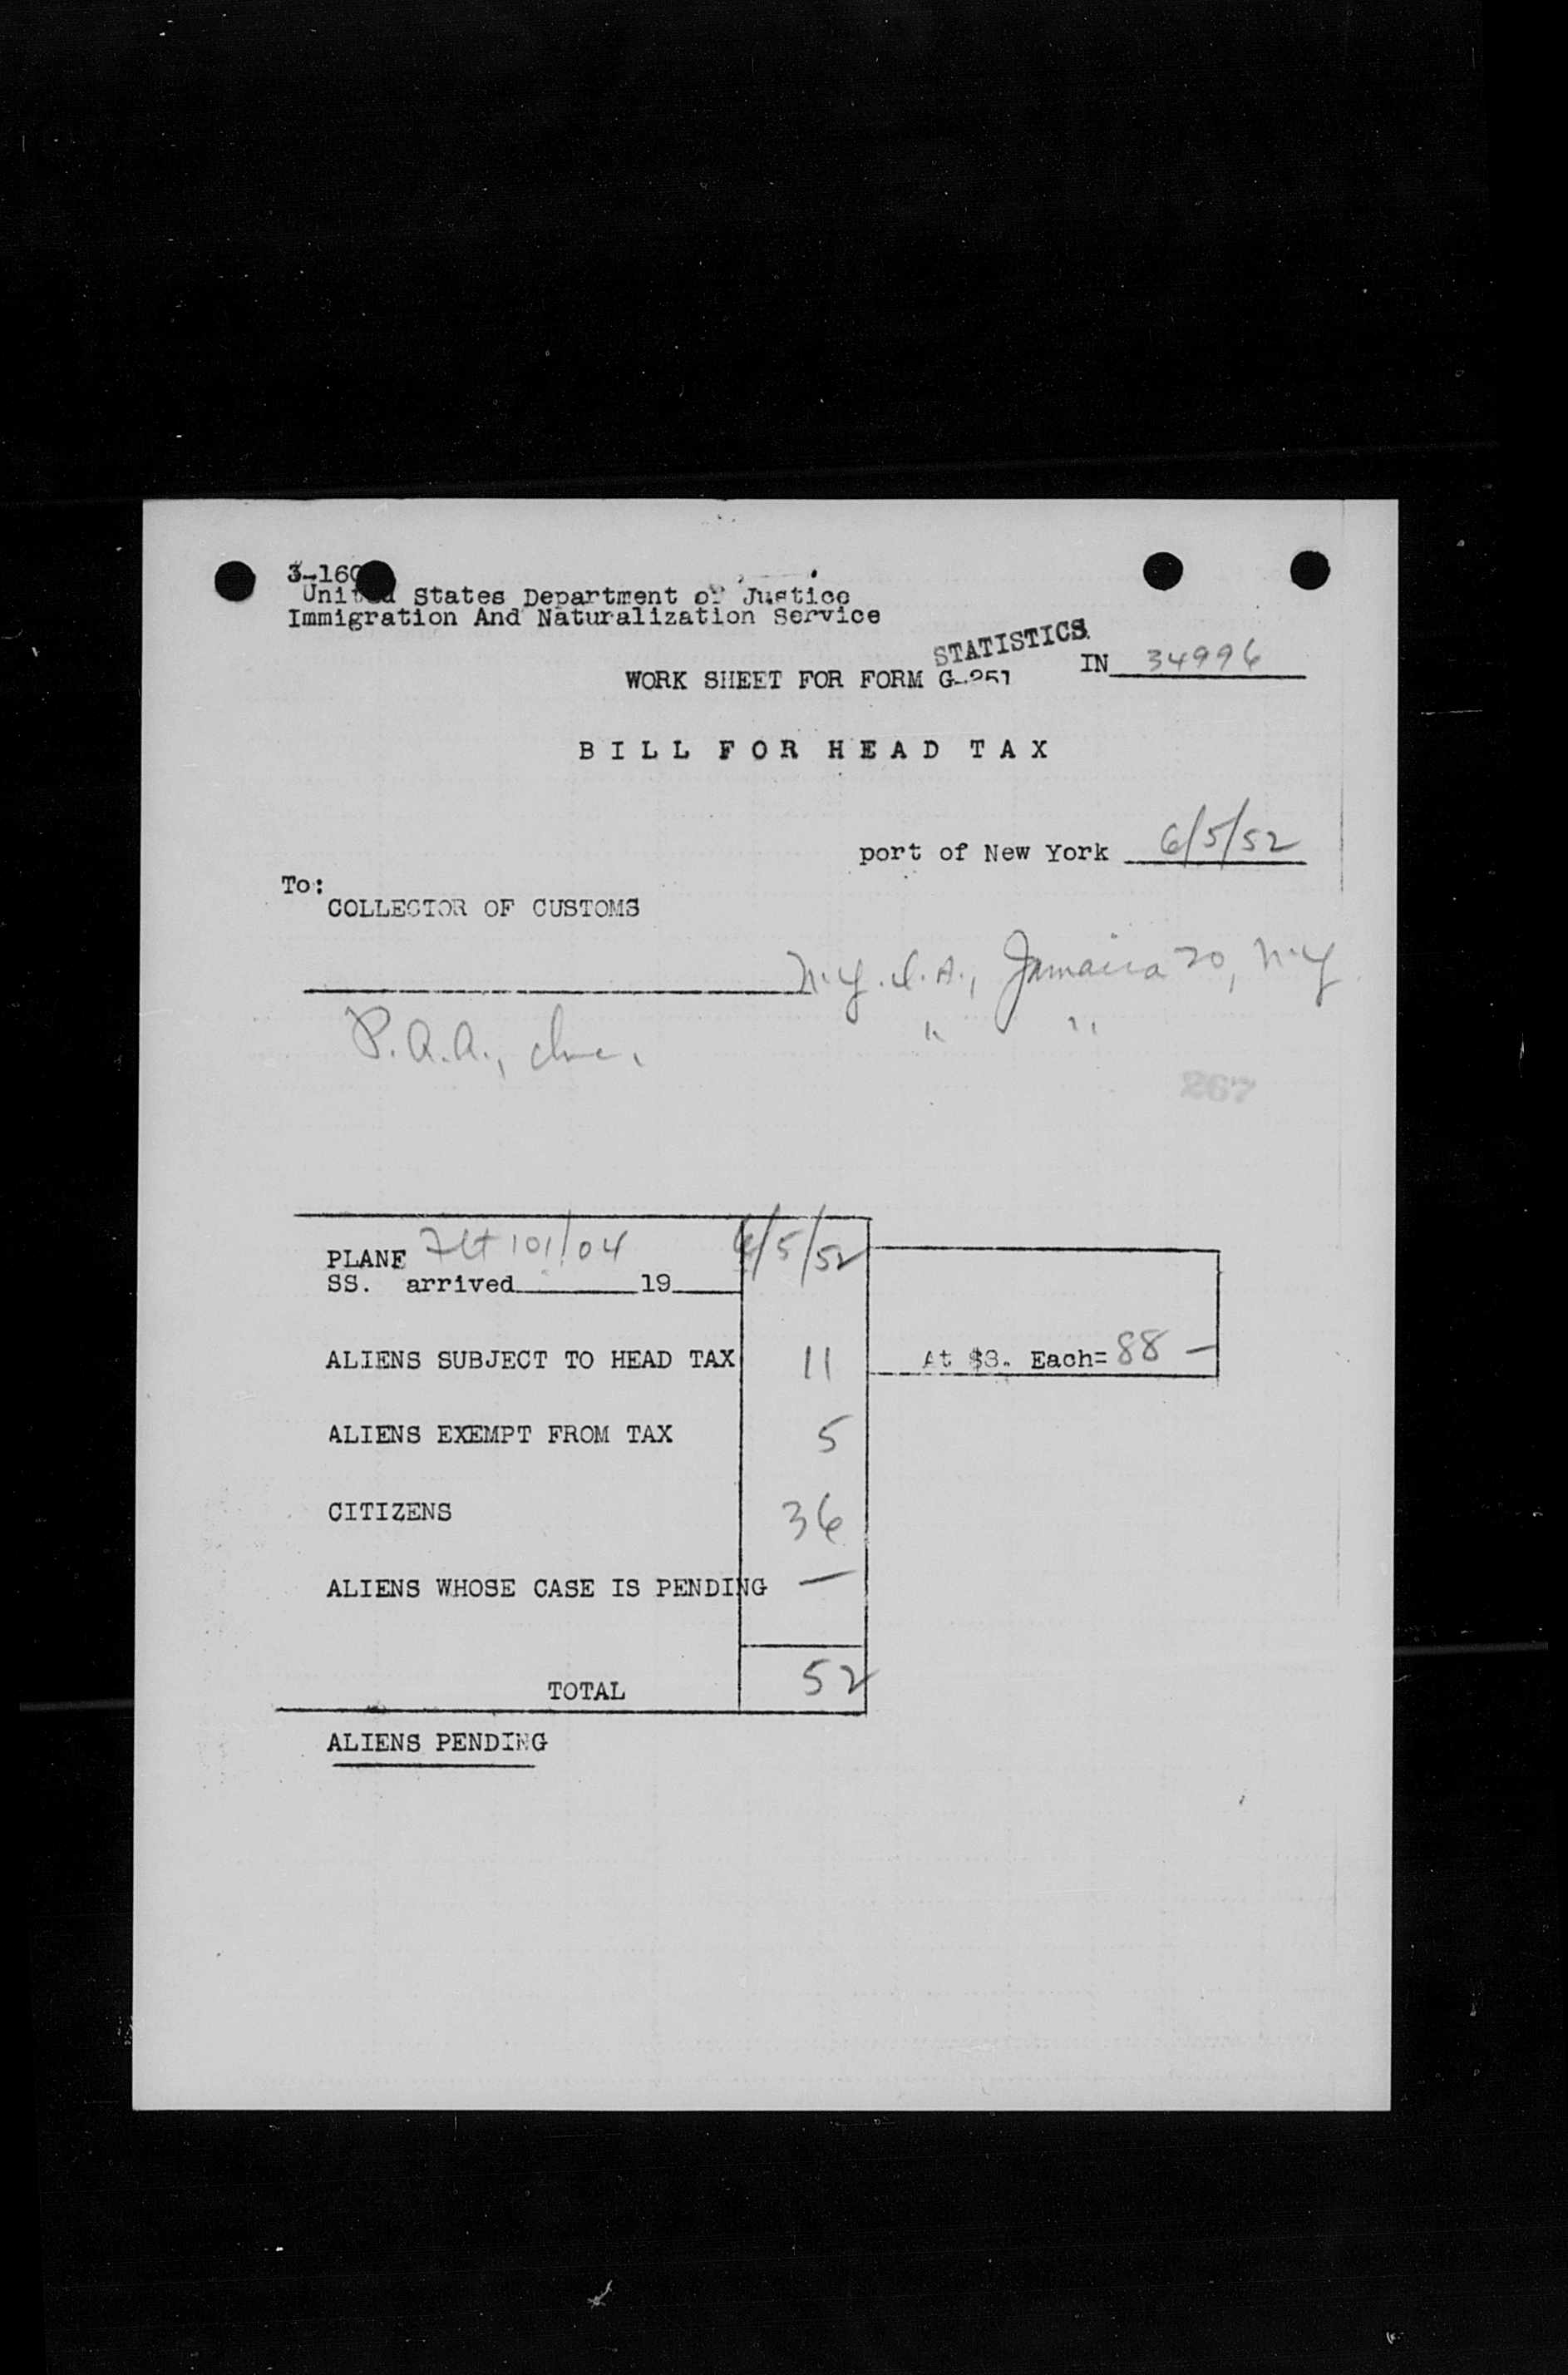 3-160
United States Department of Justice
Immigration And Naturalization Service
STATISTICS
WORK SHEET FOR FORM G-251 IN 34996
BILL FOR HEAD TAX
port of New York 6/5/52
To:
COLLECTOR OF CUSTOMS
N.Y.I.A., Jamaica 20, N.Y
P.A.A., Inc. " "
267
PLANE Flt 101/04 6/5/52
SS. arrived 19
ALIENS SUBJECT TO HEAD TAX 11 At $8. Each= 88 —
ALIENS EXEMPT FROM TAX 5
CITIZENS 36
ALIENS WHOSE CASE IS PENDING —
TOTAL 52
ALIENS PENDING